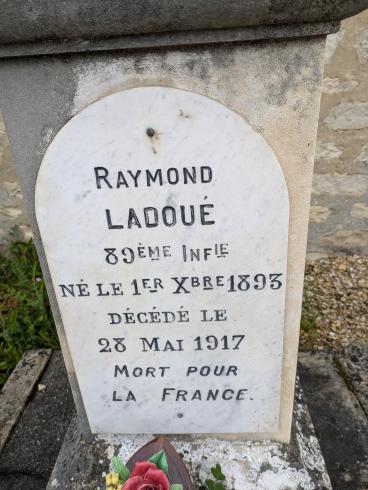 RAYMOND
LADOUÉ
89ÈME INFIE
NÉ LE 1ER XBRE 1893
DÉCÉDÉ LE
28 MAI 1917
MORT POUR
LA FRANCE.